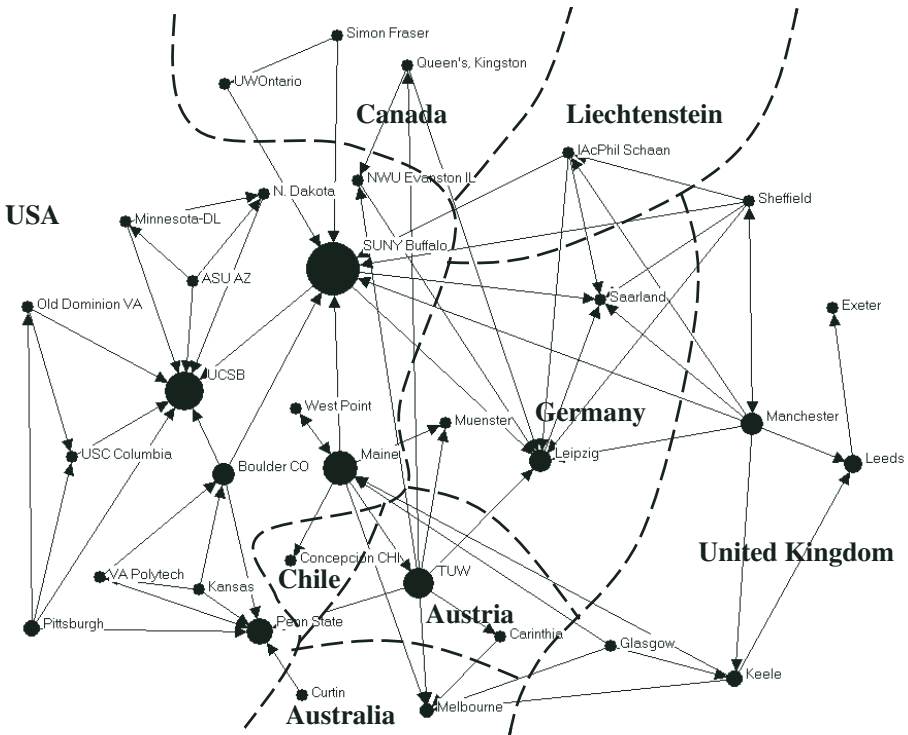 Simon Fraser
Queen's, Kingston
UWOntario
Canada
Liechtenstein
IAcPhil Schaan
NWU Evanston IL
N. Dakota
Sheffield
USA
Minnesota-DL
SUNY Buffalo
ASU AZ
Saarland
Old Dominion VA
Exeter
UCSB
West Point
Germany
Muenster
Manchester
Maine
Leipzig
USC Columbia
Boulder CO
Leeds
United Kingdom
Concepción CHI
Chile
VA Polytech
Kansas
TUW
Austria
Pittsburgh
Penn State
Carinthia
Glasgow
Keele
Curtin
Australia
Melbourne